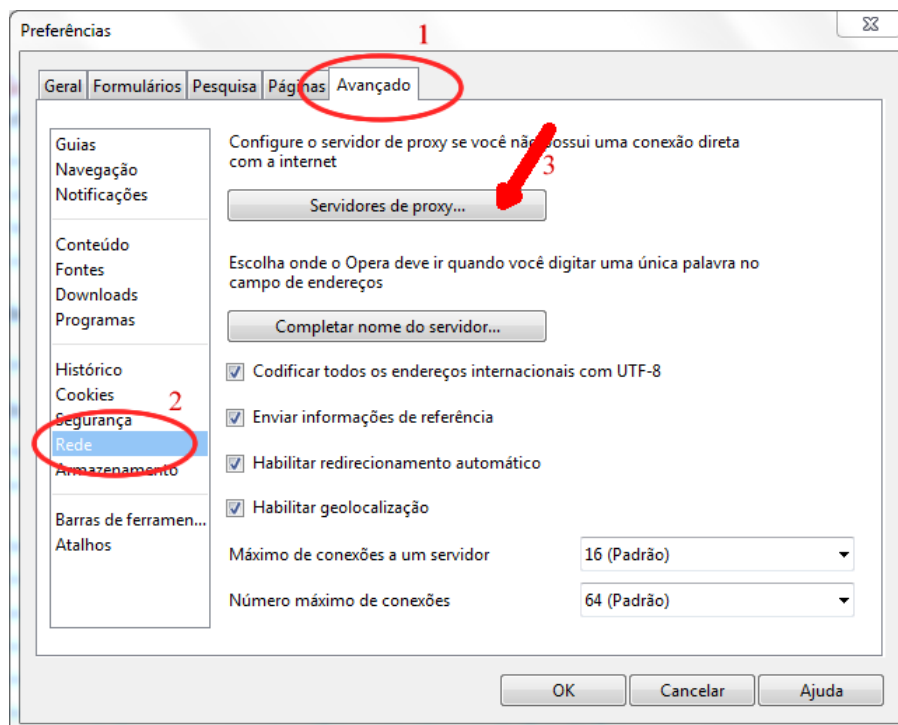 Preferências
1
Geral Formulários Pesquisa Páginas Avançado
Guias
Navegação
Notificações
Conteúdo
Fontes
Downloads
Programas
Histórico
Cookies
2
Segurança
Rede
Armazenamento
Barras de ferramen...
Atalhos
Configure o servidor de proxy se você não possui uma conexão direta
com a internet
3
Servidores de proxy...
Escolha onde o Opera deve ir quando você digitar uma única palavra no
campo de endereços
Completar nome do servidor...
Codificar todos os endereços internacionais com UTF-8
Enviar informações de referência
Habilitar redirecionamento automático
Habilitar geolocalização
Máximo de conexões a um servidor 16 (Padrão)
Número máximo de conexões 64 (Padrão)
OK Cancelar Ajuda